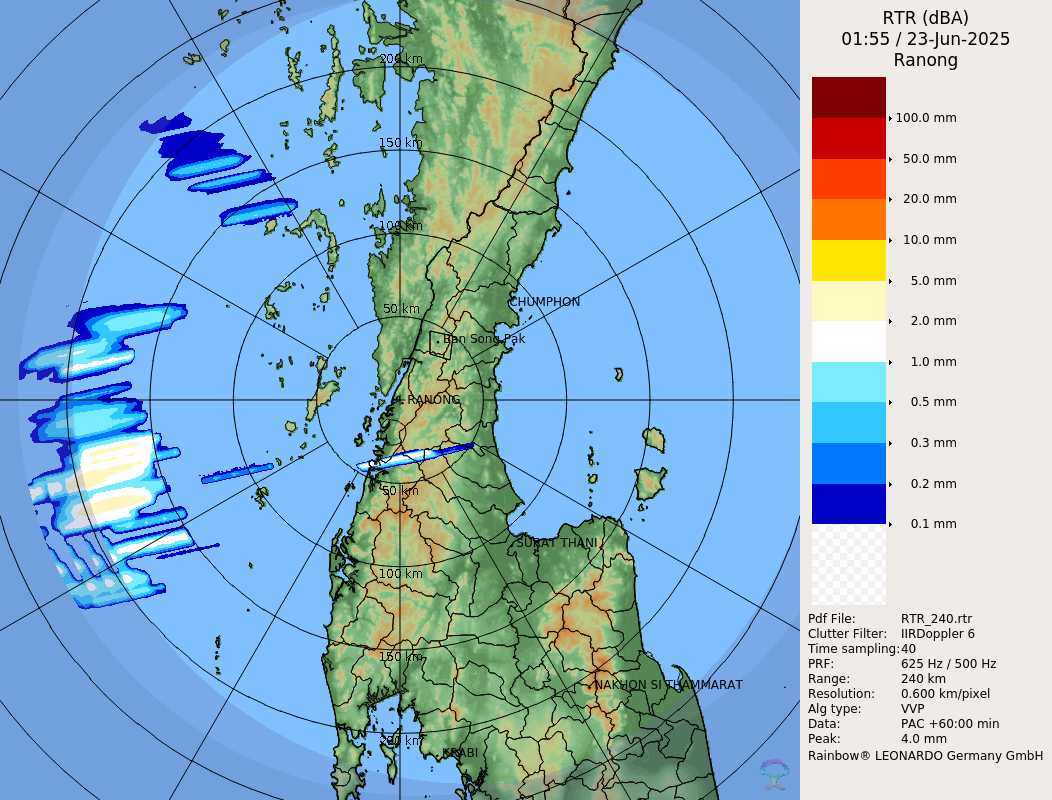 RTR (dBA)
01:55 / 23-Jun-2025
Ranong
200 km
150 km
100 km
50 km
CHUMPHON
Ban Song Pak
RANONG
50 km
SURAT THANI
100 km
150 km
NAKHON SI THAMMARAT
200 km
KRABI
100.0 mm
50.0 mm
20.0 mm
10.0 mm
5.0 mm
2.0 mm
1.0 mm
0.5 mm
0.3 mm
0.2 mm
0.1 mm
Pdf File: RTR_240.rtr
Clutter Filter: IIRDoppler 6
Time sampling:40
PRF: 625 Hz / 500 Hz
Range: 240 km
Resolution: 0.600 km/pixel
Alg type: VVP
Data: PAC +60:00 min
Peak: 4.0 mm
Rainbow® LEONARDO Germany GmbH